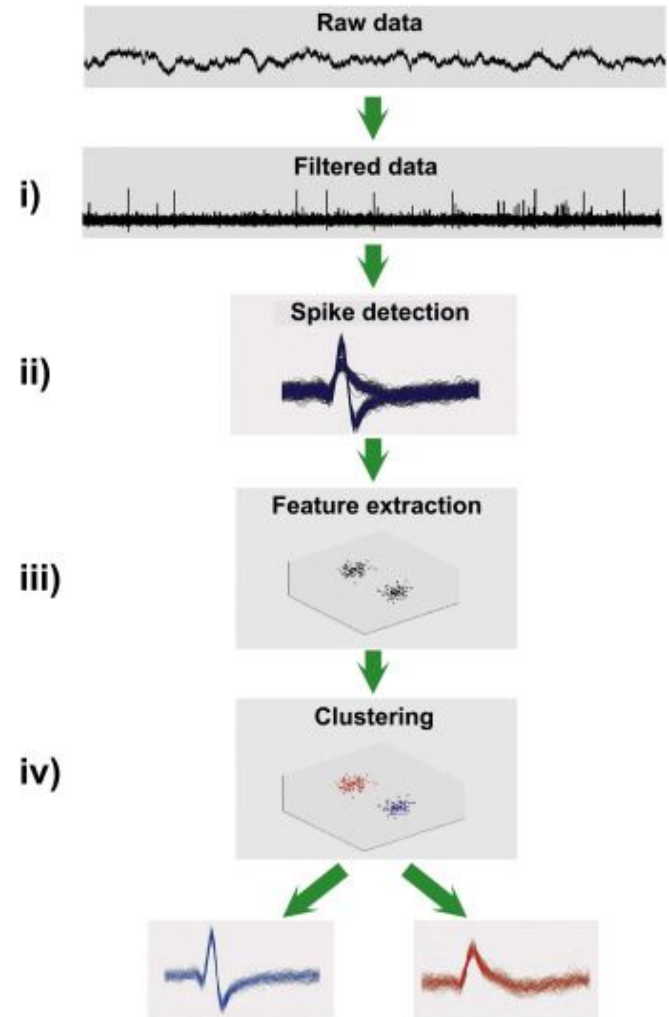 Raw data
i)
Filtered data
ii)
Spike detection
iii)
Feature extraction
iv)
Clustering